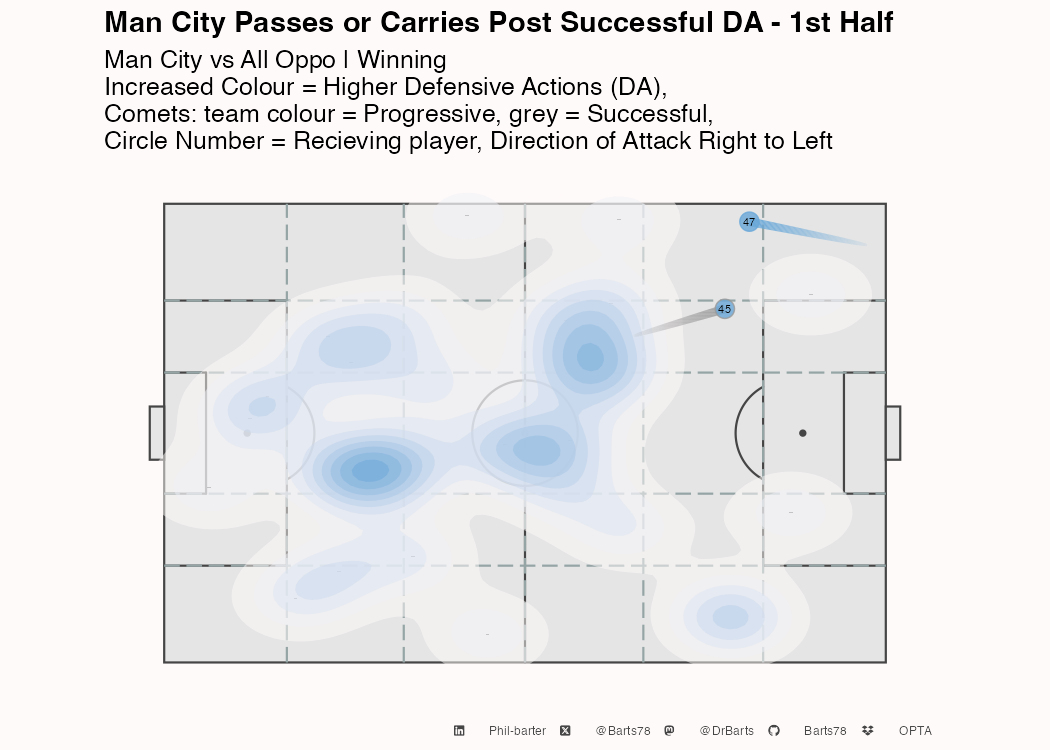 Man City Passes or Carries Post Successful DA - 1st Half
Man City vs All Oppo | Winning
Increased Colour = Higher Defensive Actions (DA),
Comets: team colour = Progressive, grey = Successful,
Circle Number = Recieving player, Direction of Attack Right to Left
47
45
Phil-barter @Barts78 @DrBarts Barts78 OPTA